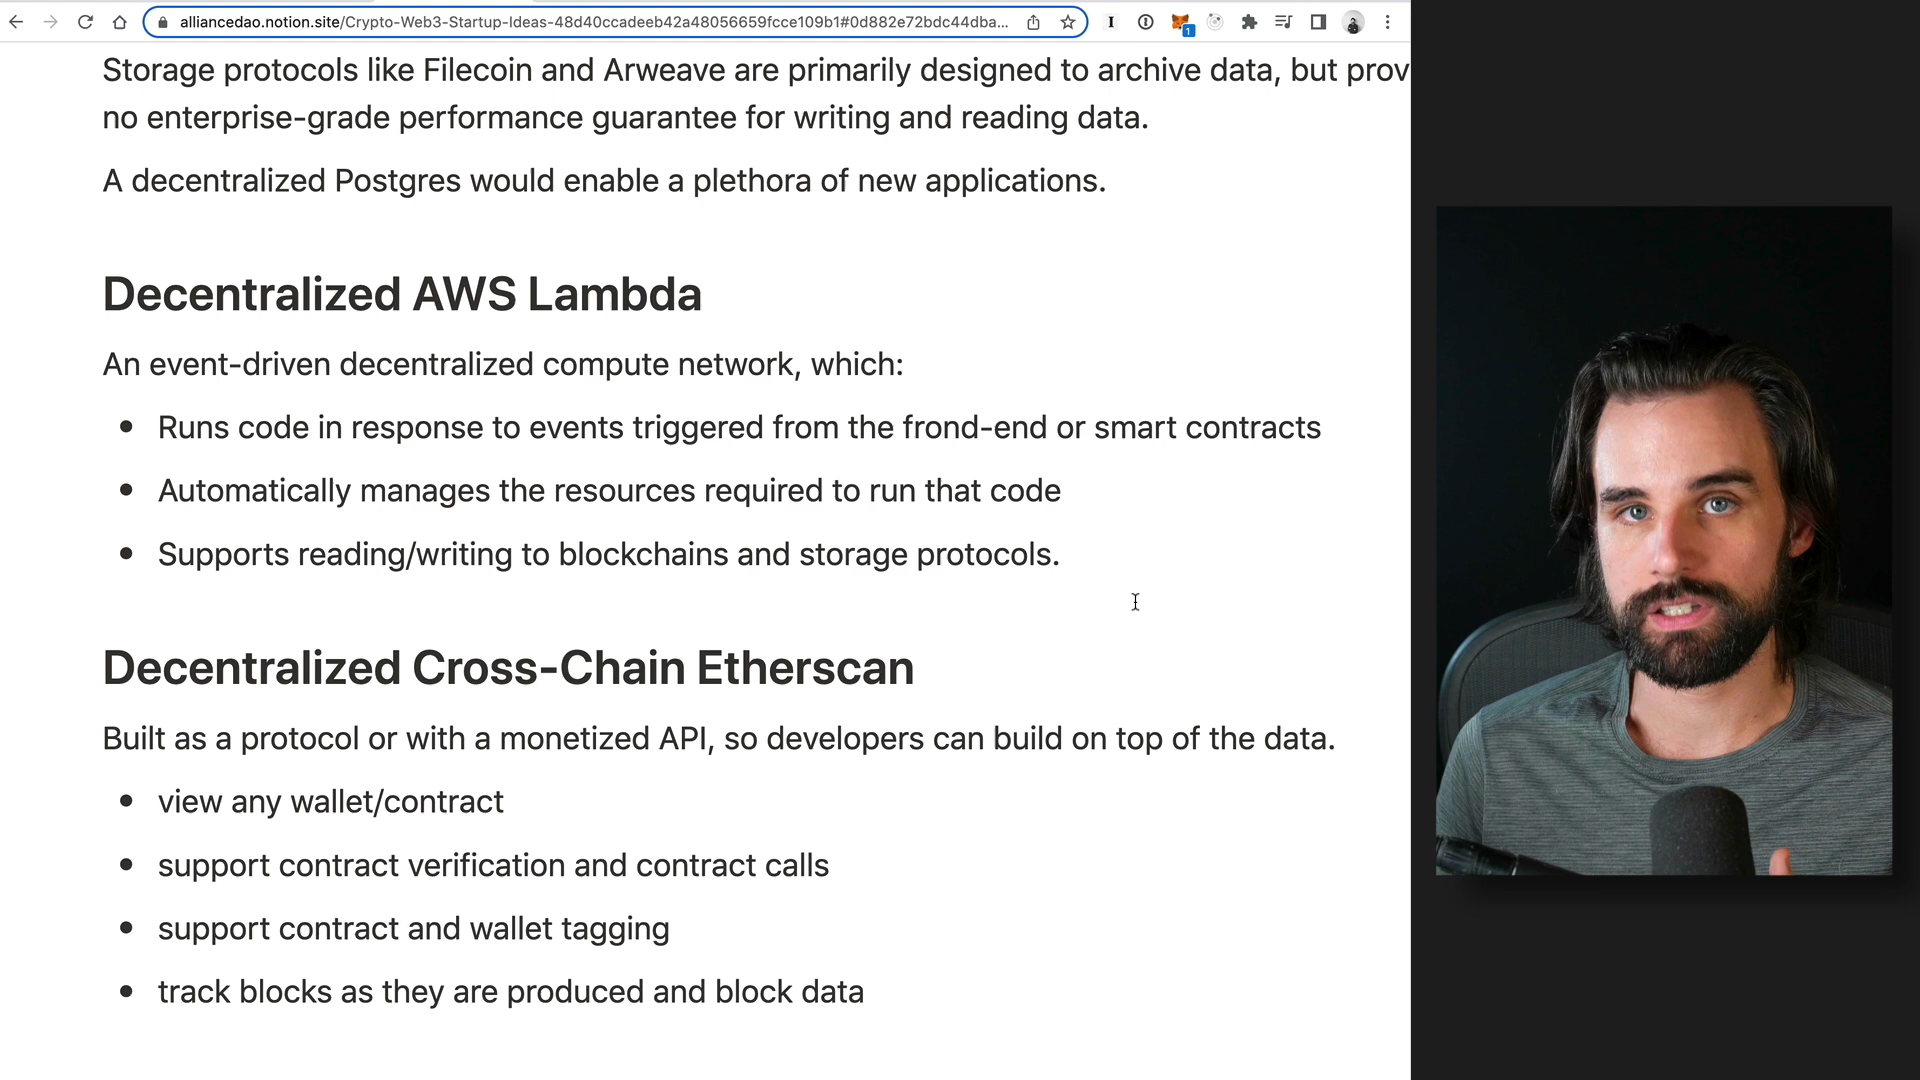 alliancedao.notion.site/Crypto-Web3-Startup-Ideas-48d40ccadeeb42a48056659fcce109b1#0d882e72bdc44dba...
1
Storage protocols like Filecoin and Arweave are primarily designed to archive data, but prov
no enterprise-grade performance guarantee for writing and reading data.
A decentralized Postgres would enable a plethora of new applications.
Decentralized AWS Lambda
An event-driven decentralized compute network, which:
• Runs code in response to events triggered from the frond-end or smart contracts
• Automatically manages the resources required to run that code
• Supports reading/writing to blockchains and storage protocols.
Decentralized Cross-Chain Etherscan
Built as a protocol or with a monetized API, so developers can build on top of the data.
• view any wallet/contract
• support contract verification and contract calls
• support contract and wallet tagging
• track blocks as they are produced and block data